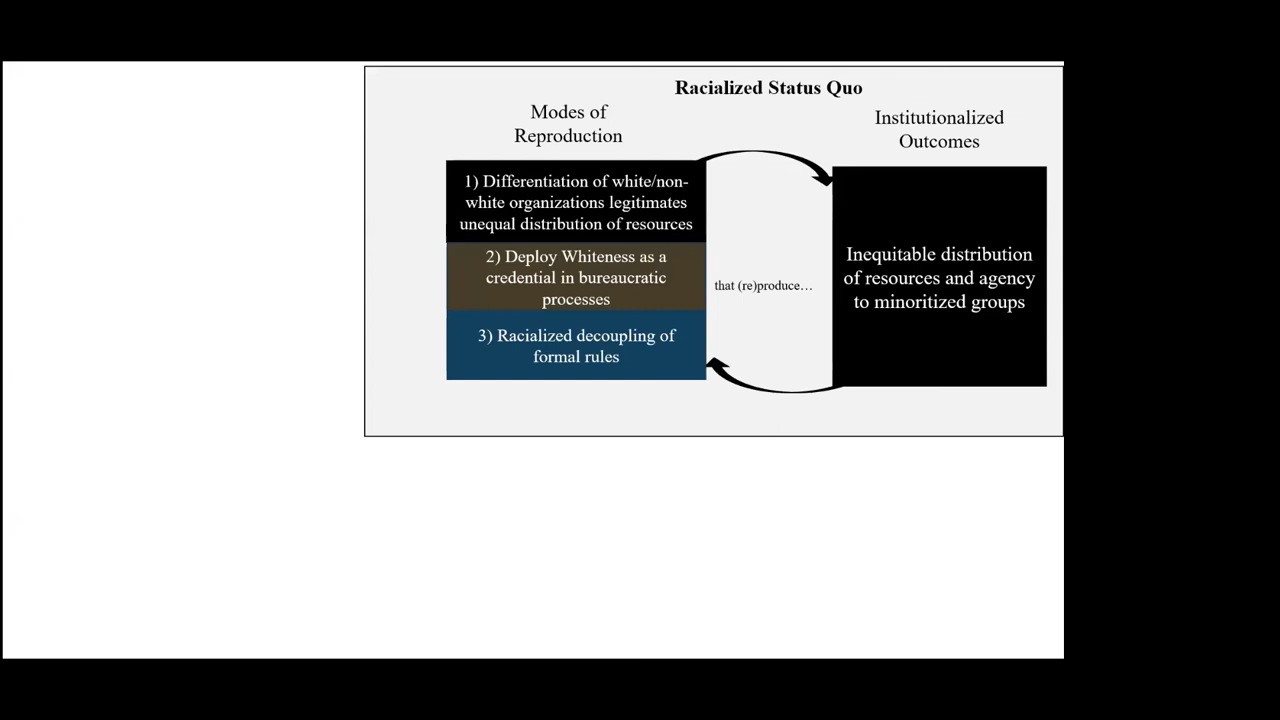 Racialized Status Quo
Modes of
Reproduction
Institutionalized
Outcomes
1) Differentiation of white/non-
white organizations legitimates
unequal distribution of resources
2) Deploy Whiteness as a
credential in bureaucratic
processes
3) Racialized decoupling of
formal rules
that (re)produce…
Inequitable distribution
of resources and agency
to minoritized groups